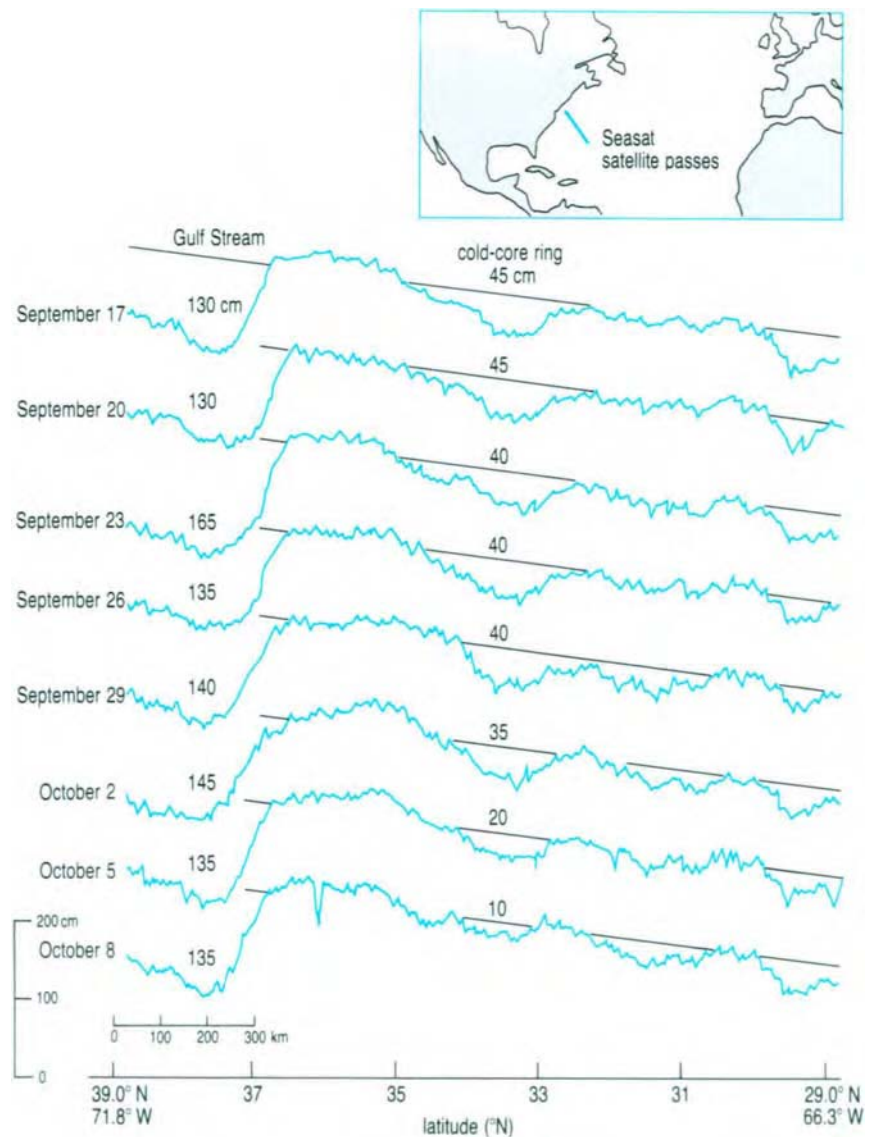 Seasat
satellite passes
Gulf Stream
cold-core ring
45 cm
September 17
130 cm
45
September 20
130
40
September 23
165
40
September 26
135
40
September 29
140
35
October 2
145
20
October 5
135
10
200 cm
October 8
135
100
0 100 200 300 km
0
39.0° N 37 35 33 31 29.0° N
71.8° W 66.3° W
latitude (°N)